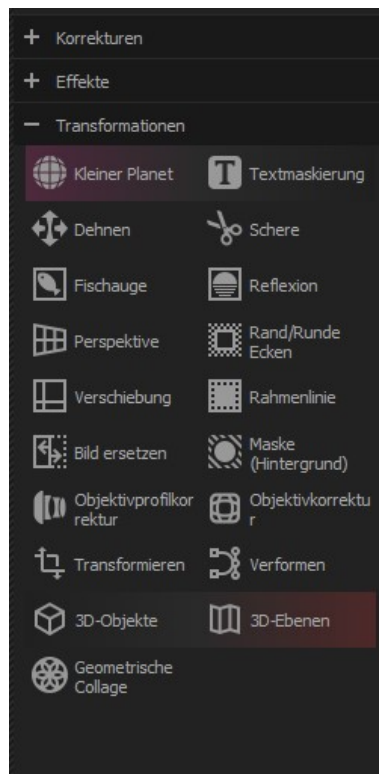 + Korrekturen
+ Effekte
− Transformationen
Kleiner Planet
T Textmaskierung
Dehnen
Schere
Fischauge
Reflexion
Perspektive
Rand/Runde
Ecken
Verschiebung
Rahmenlinie
Bild ersetzen
Maske
(Hintergrund)
Objektivprofilkor
rektur
Objektivkorrektu
r
Transformieren
Verformen
3D-Objekte
3D-Ebenen
Geometrische
Collage